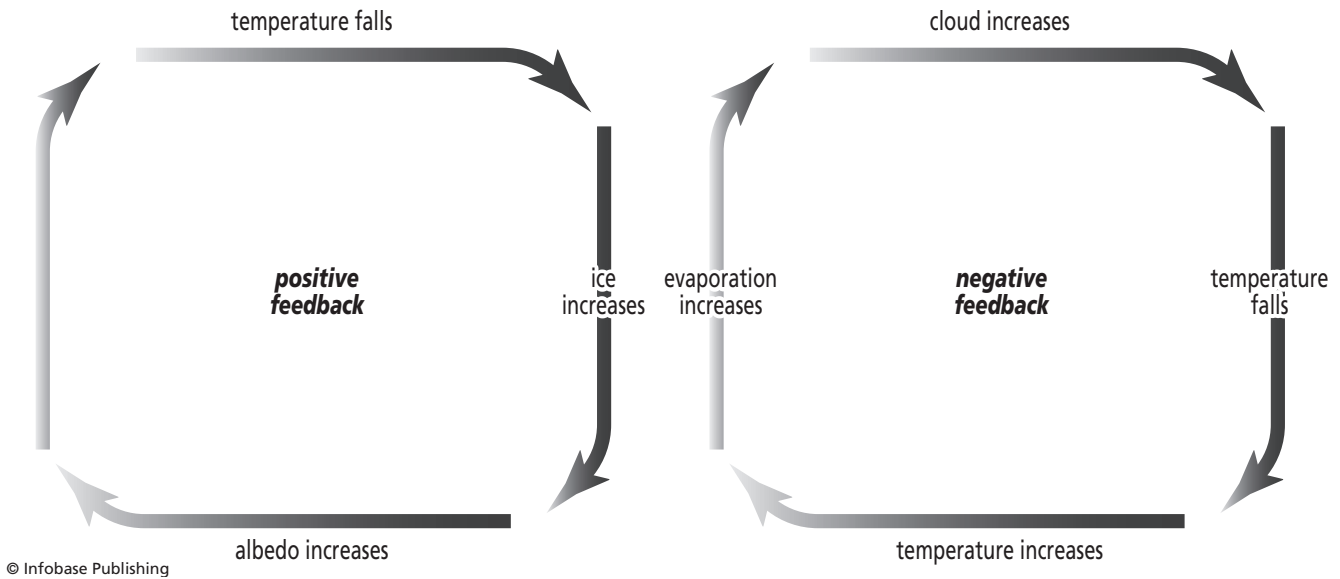 temperature falls
cloud increases
positive
feedback
ice
increases
evaporation
increases
negative
feedback
temperature
falls
albedo increases
temperature increases
© Infobase Publishing